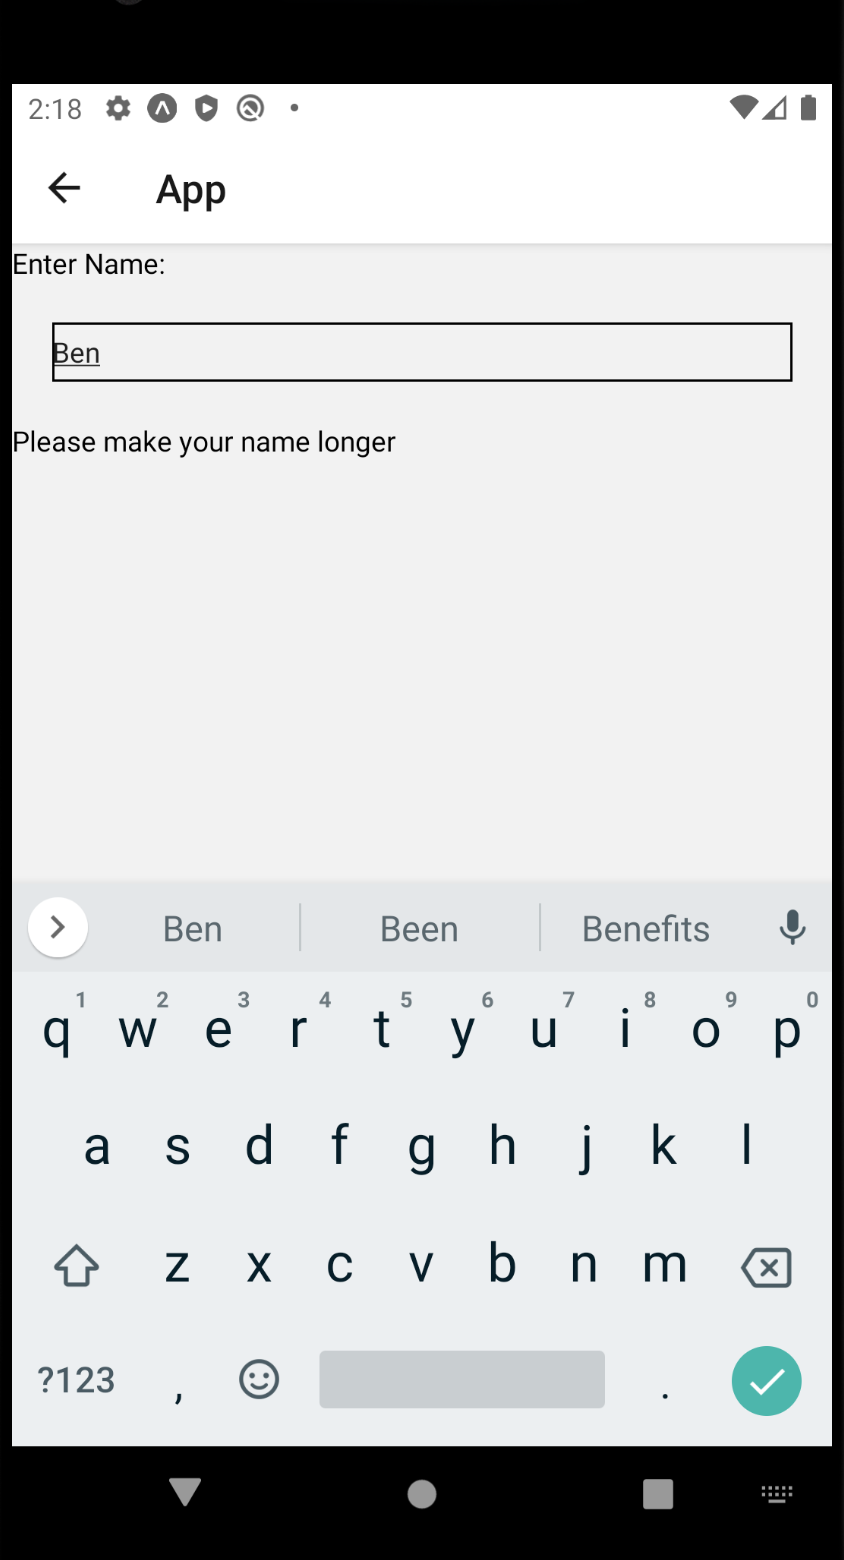 2:18
App
Enter Name:
Ben
Please make your name longer
Ben Been Benefits
1 2 3 4 5 6 7 8 9 0
q w e r t y u i o p
a s d f g h j k l
z x c v b n m
?123 , .